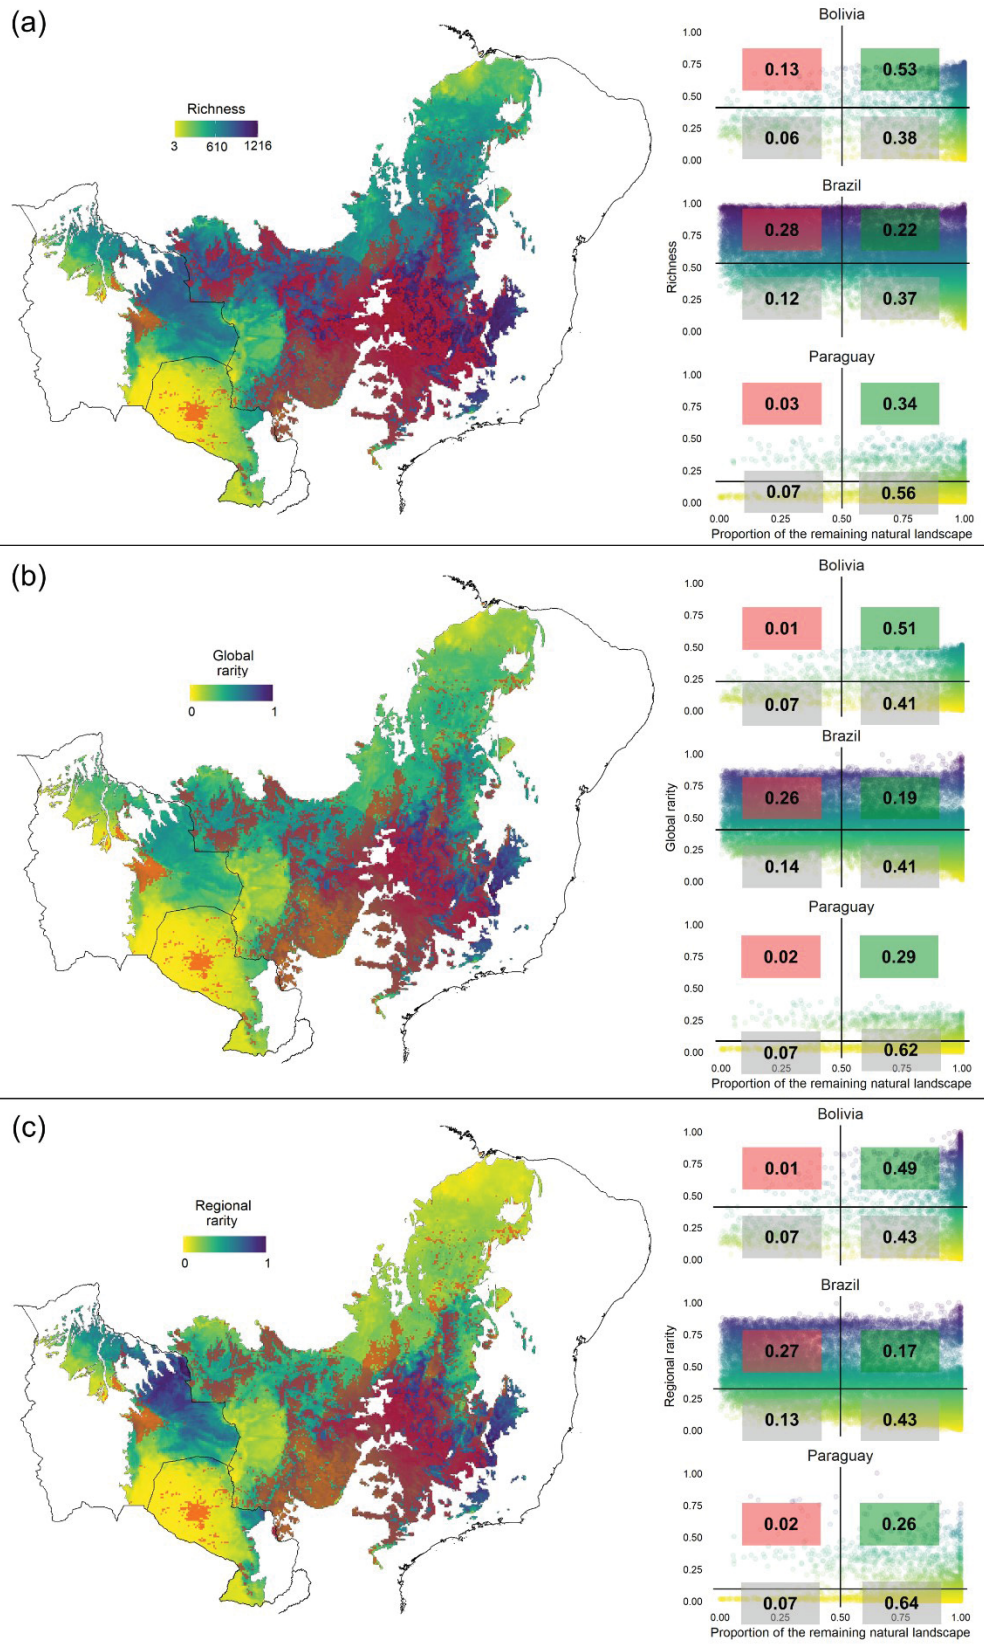 (a)
Richness
3 610 1216
Bolivia
1.00
0.75
0.50
0.25
0.00
0.13 0.53
0.06 0.38
Brazil
Richness
1.00
0.75
0.50
0.25
0.00
0.28 0.22
0.12 0.37
Paraguay
1.00
0.75
0.50
0.25
0.00
0.03 0.34
0.07 0.56
0.00 0.25 0.50 0.75 1.00
Proportion of the remaining natural landscape
(b)
Global
rarity
0 1
Bolivia
1.00
0.75
0.50
0.25
0.00
0.01 0.51
0.07 0.41
Brazil
Global rarity
1.00
0.75
0.50
0.25
0.00
0.26 0.19
0.14 0.41
Paraguay
1.00
0.75
0.50
0.25
0.00
0.02 0.29
0.07 0.62
0.00 0.25 0.50 0.75 1.00
Proportion of the remaining natural landscape
(c)
Regional
rarity
0 1
Bolivia
1.00
0.75
0.50
0.25
0.00
0.01 0.49
0.07 0.43
Brazil
Regional rarity
1.00
0.75
0.50
0.25
0.00
0.27 0.17
0.13 0.43
Paraguay
1.00
0.75
0.50
0.25
0.00
0.02 0.26
0.07 0.64
0.00 0.25 0.50 0.75 1.00
Proportion of the remaining natural landscape